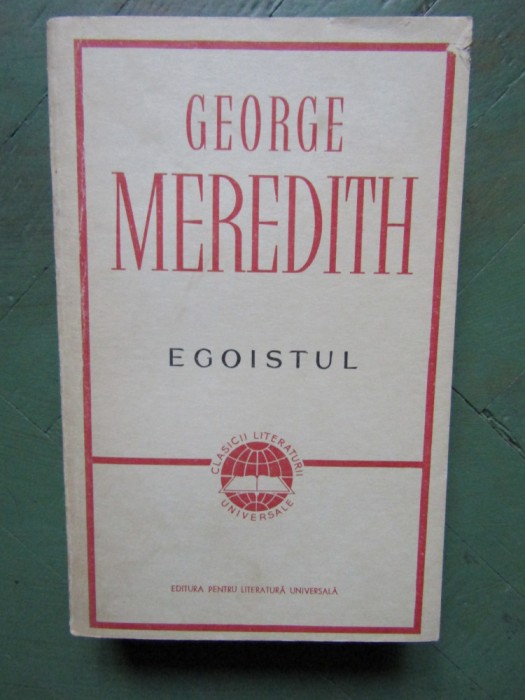 GEORGE
MEREDITH
EGOISTUL
CLASICII LITERATURII
UNIVERSALE
EDITURA PENTRU LITERATURĂ UNIVERSALĂ